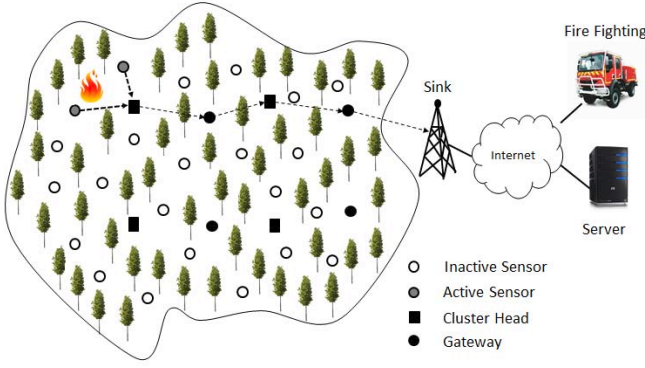 Fire Fighting
Sink
Internet
Server
Inactive Sensor
Active Sensor
Cluster Head
Gateway